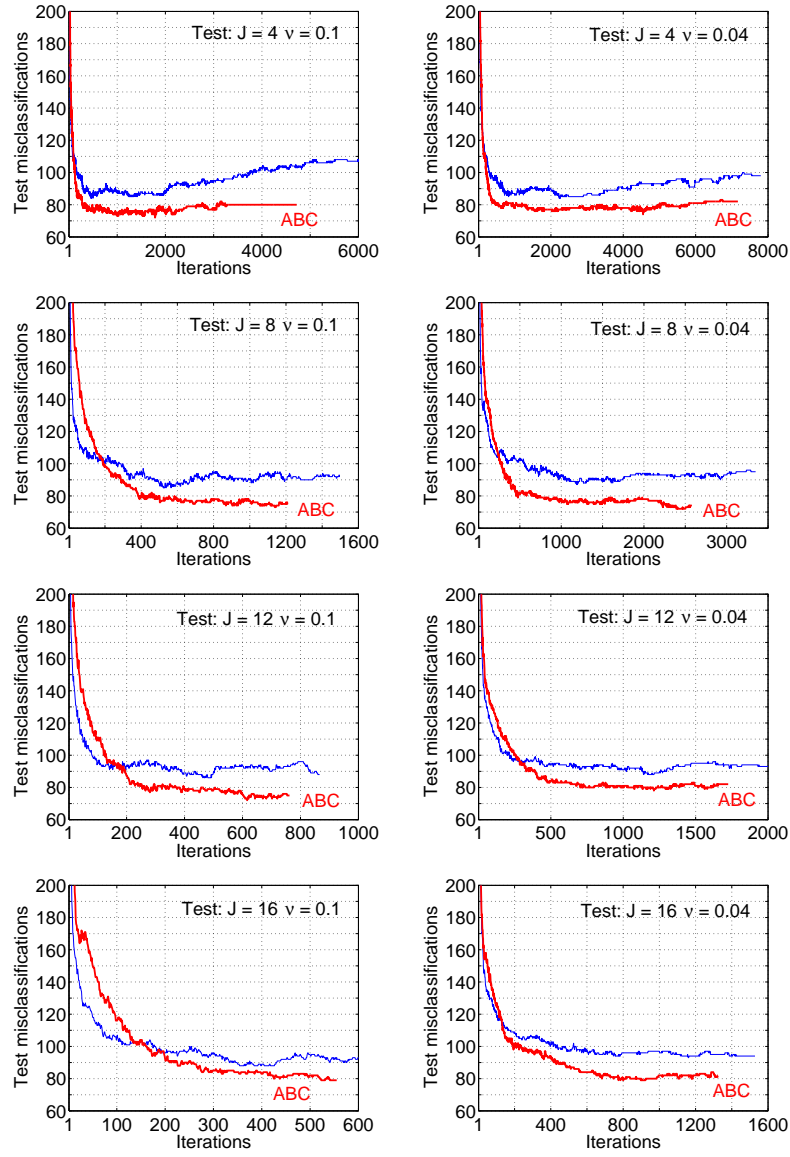 200
180
160
140
120
100
80
60
Test misclassifications
Test: J = 4 ν = 0.1
ABC
1 2000 4000 6000
Iterations
200
180
160
140
120
100
80
60
Test misclassifications
Test: J = 4 ν = 0.04
ABC
1 2000 4000 6000 8000
Iterations
200
180
160
140
120
100
80
60
Test misclassifications
Test: J = 8 ν = 0.1
ABC
1 400 800 1200 1600
Iterations
200
180
160
140
120
100
80
60
Test misclassifications
Test: J = 8 ν = 0.04
ABC
1 1000 2000 3000
Iterations
200
180
160
140
120
100
80
60
Test misclassifications
Test: J = 12 ν = 0.1
ABC
1 200 400 600 800 1000
Iterations
200
180
160
140
120
100
80
60
Test misclassifications
Test: J = 12 ν = 0.04
ABC
1 500 1000 1500 2000
Iterations
200
180
160
140
120
100
80
60
Test misclassifications
Test: J = 16 ν = 0.1
ABC
1 100 200 300 400 500 600
Iterations
200
180
160
140
120
100
80
60
Test misclassifications
Test: J = 16 ν = 0.04
ABC
1 400 800 1200 1600
Iterations